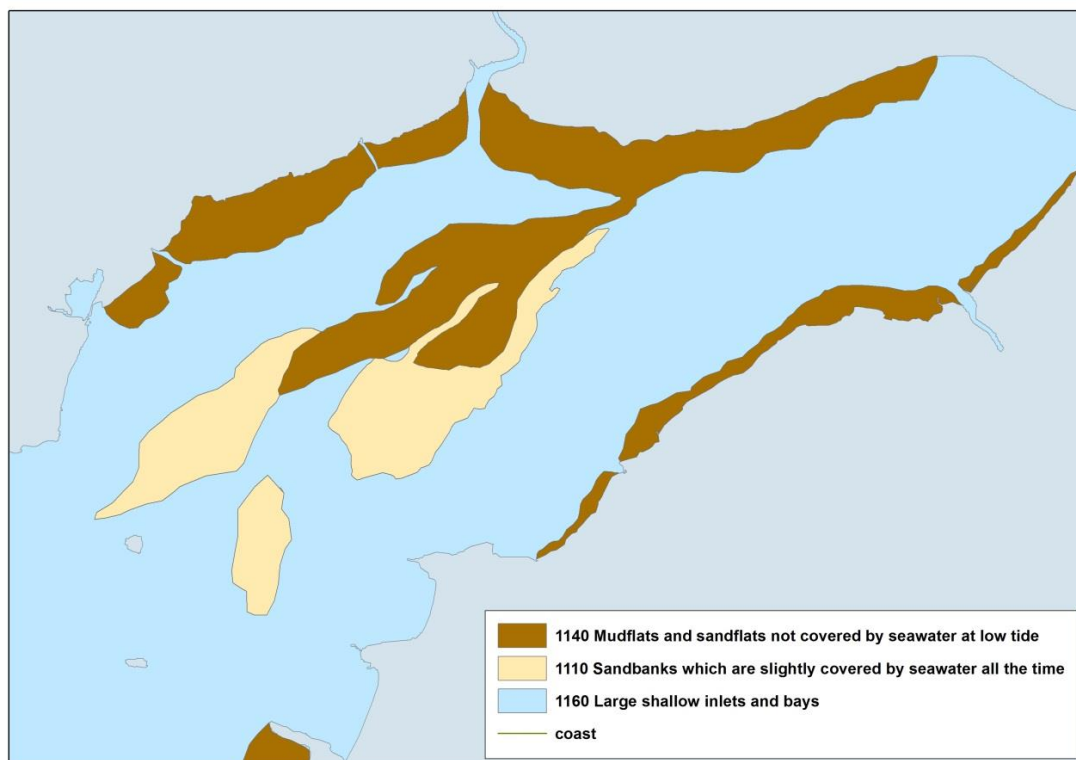 1140 Mudflats and sandflats not covered by seawater at low tide
1110 Sandbanks which are slightly covered by seawater all the time
1160 Large shallow inlets and bays
coast